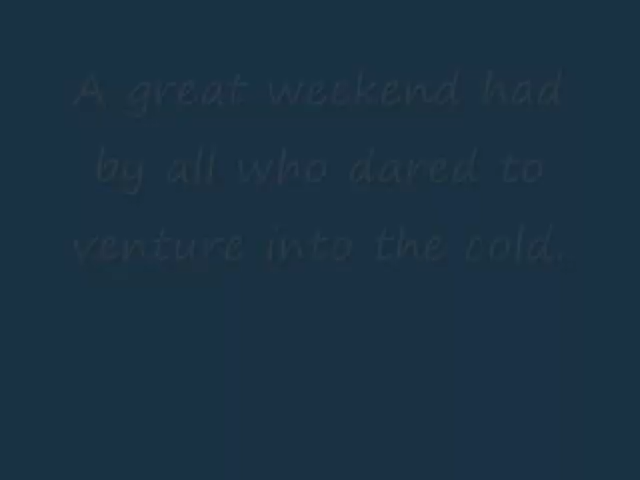 A great weekend had
by all who dared to
venture into the cold.